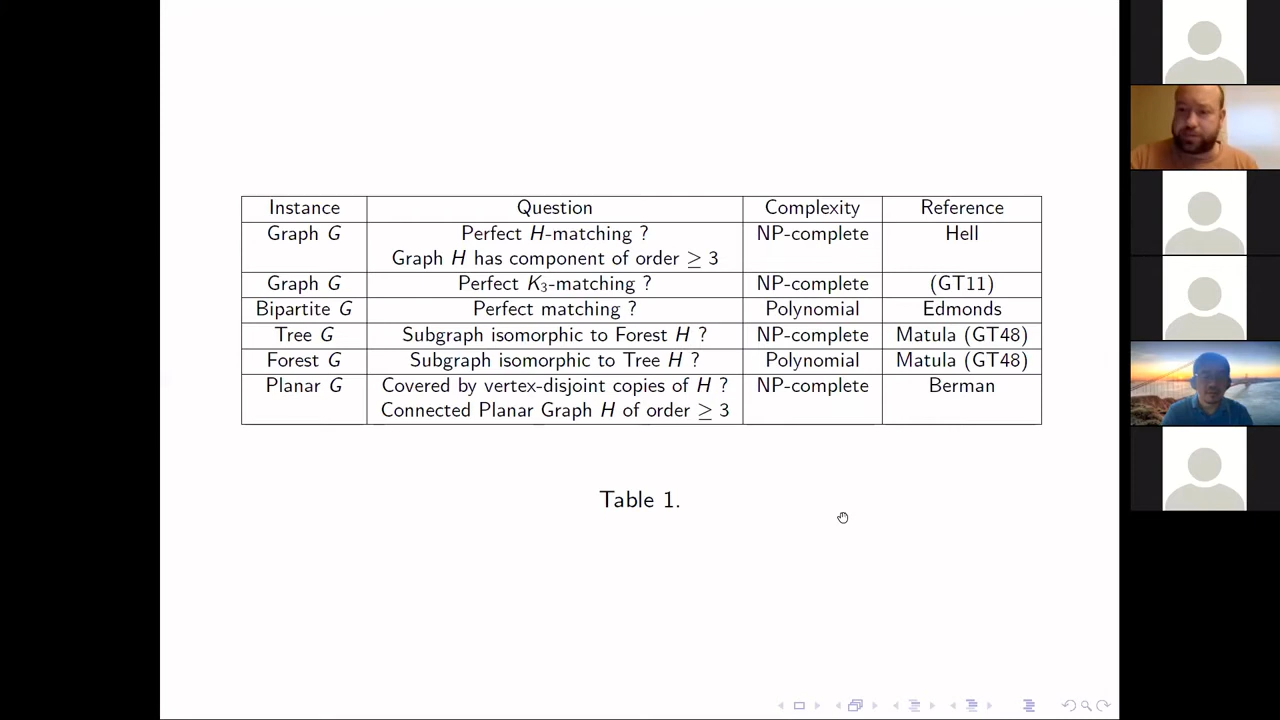 Instance Question Complexity Reference
Graph G Perfect H-matching ? NP-complete Hell
Graph H has component of order ≥ 3
Graph G Perfect K₃-matching ? NP-complete (GT11)
Bipartite G Perfect matching ? Polynomial Edmonds
Tree G Subgraph isomorphic to Forest H ? NP-complete Matula (GT48)
Forest G Subgraph isomorphic to Tree H ? Polynomial Matula (GT48)
Planar G Covered by vertex-disjoint copies of H ? NP-complete Berman
Connected Planar Graph H of order ≥ 3
Table 1.